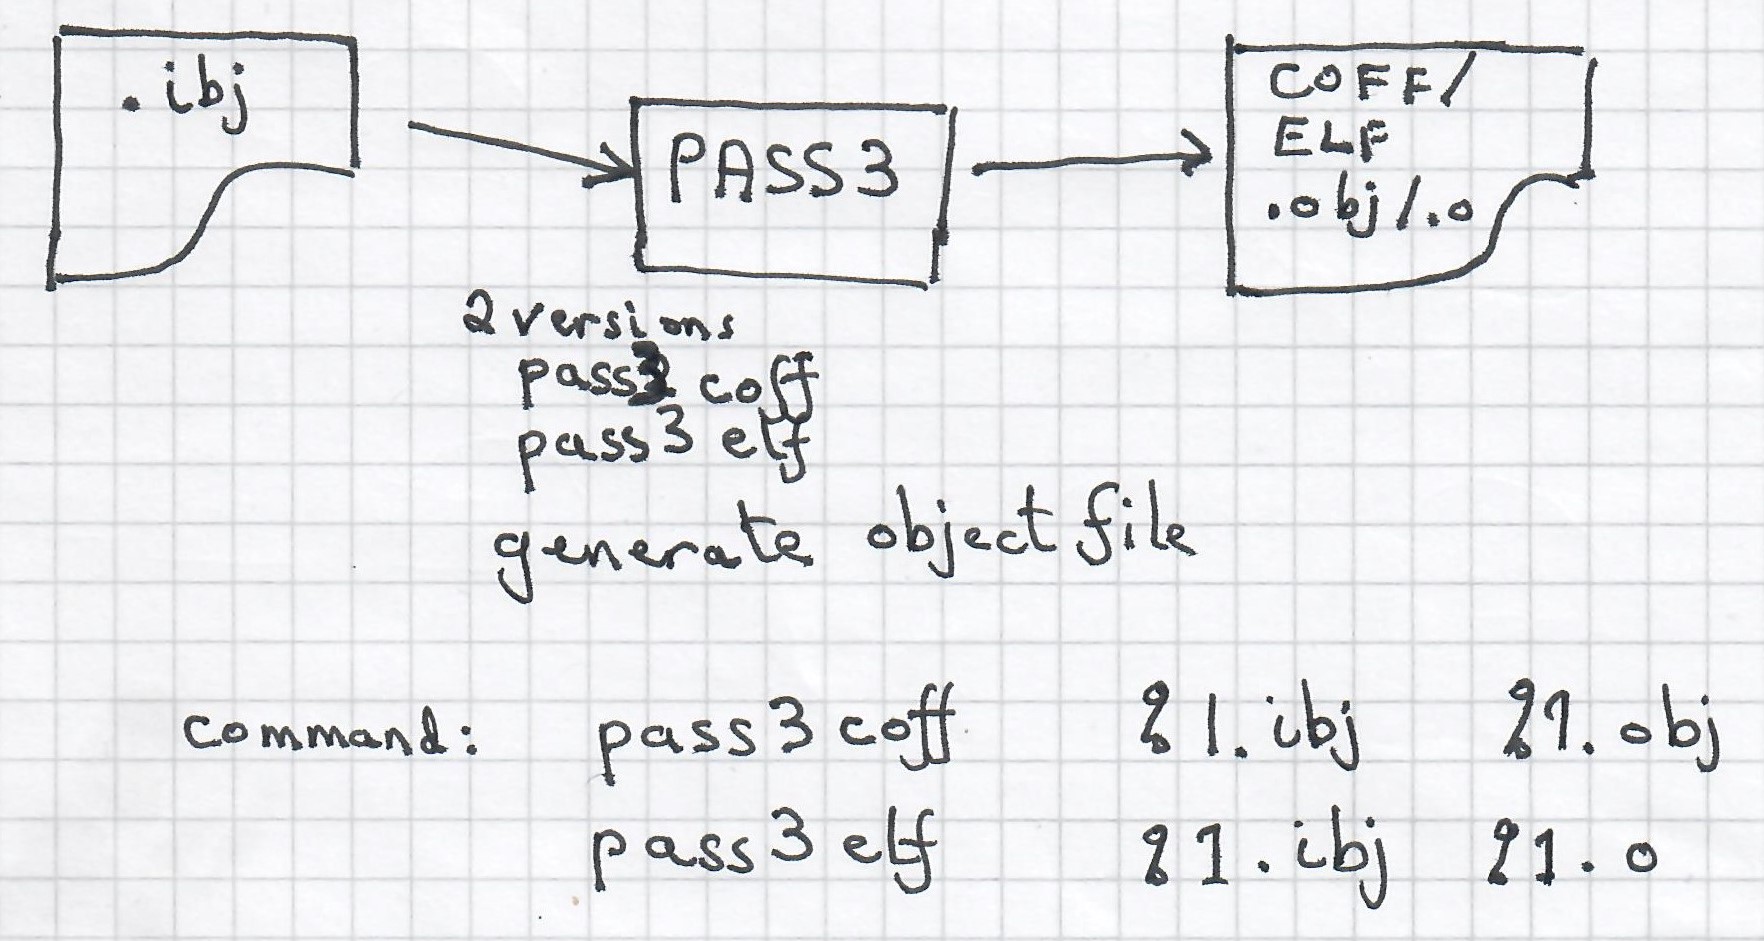 .ibj
PASS3
COFF/
ELF
.obj/.o
2 versions
pass3 coff
pass3 elf
generate object file
command: pass3 coff %1.ibj %1.obj
pass3 elf %1.ibj %1.o